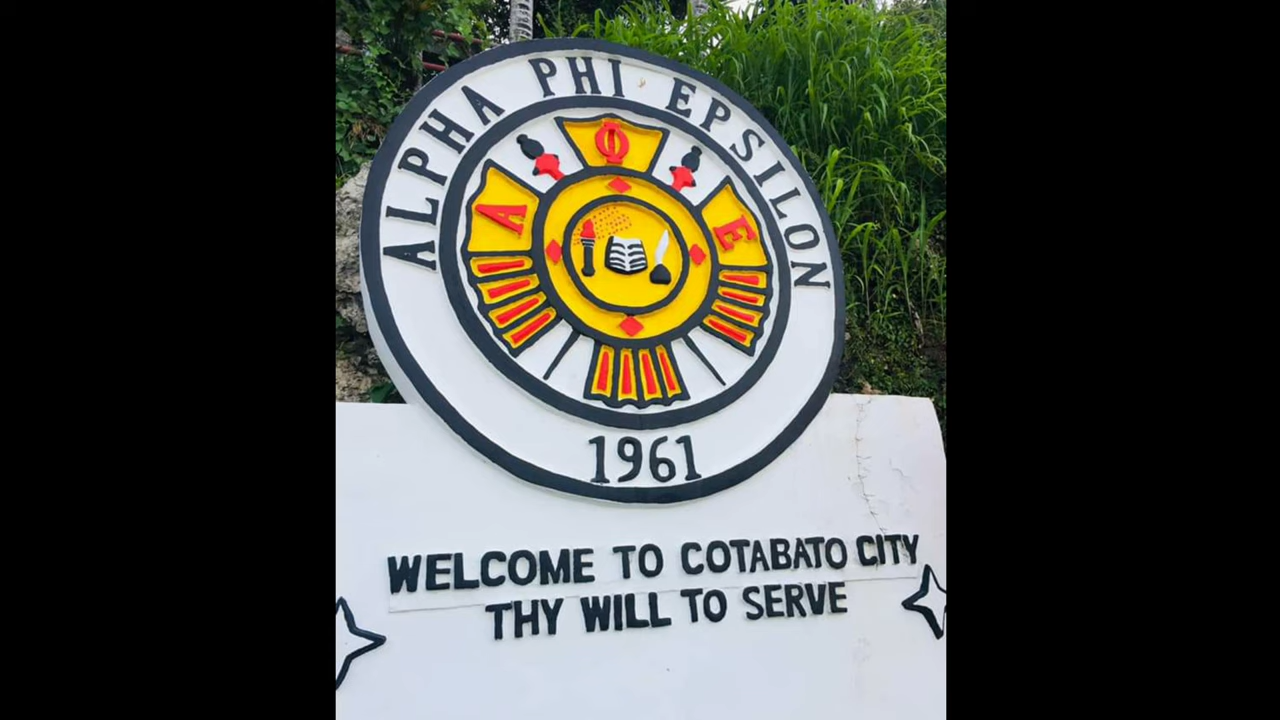 ALPHA PHI EPSILON
Φ
A E
1961
WELCOME TO COTABATO CITY
THY WILL TO SERVE